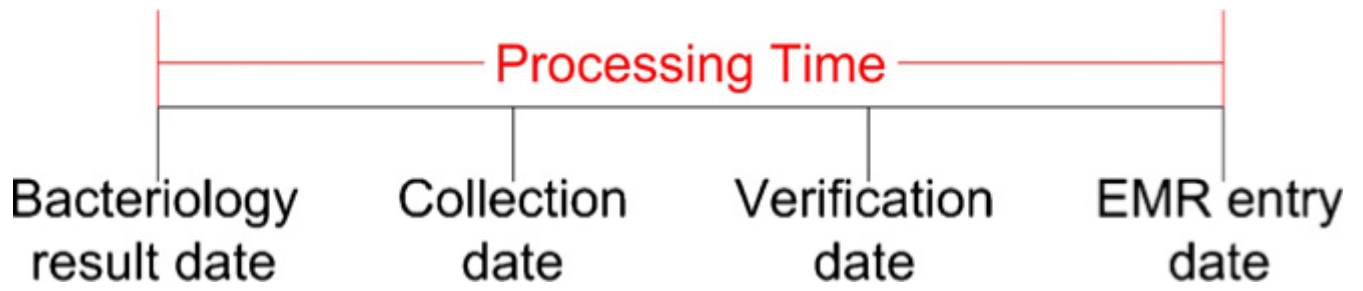 Processing Time
Bacteriology Collection Verification EMR entry
result date date date date